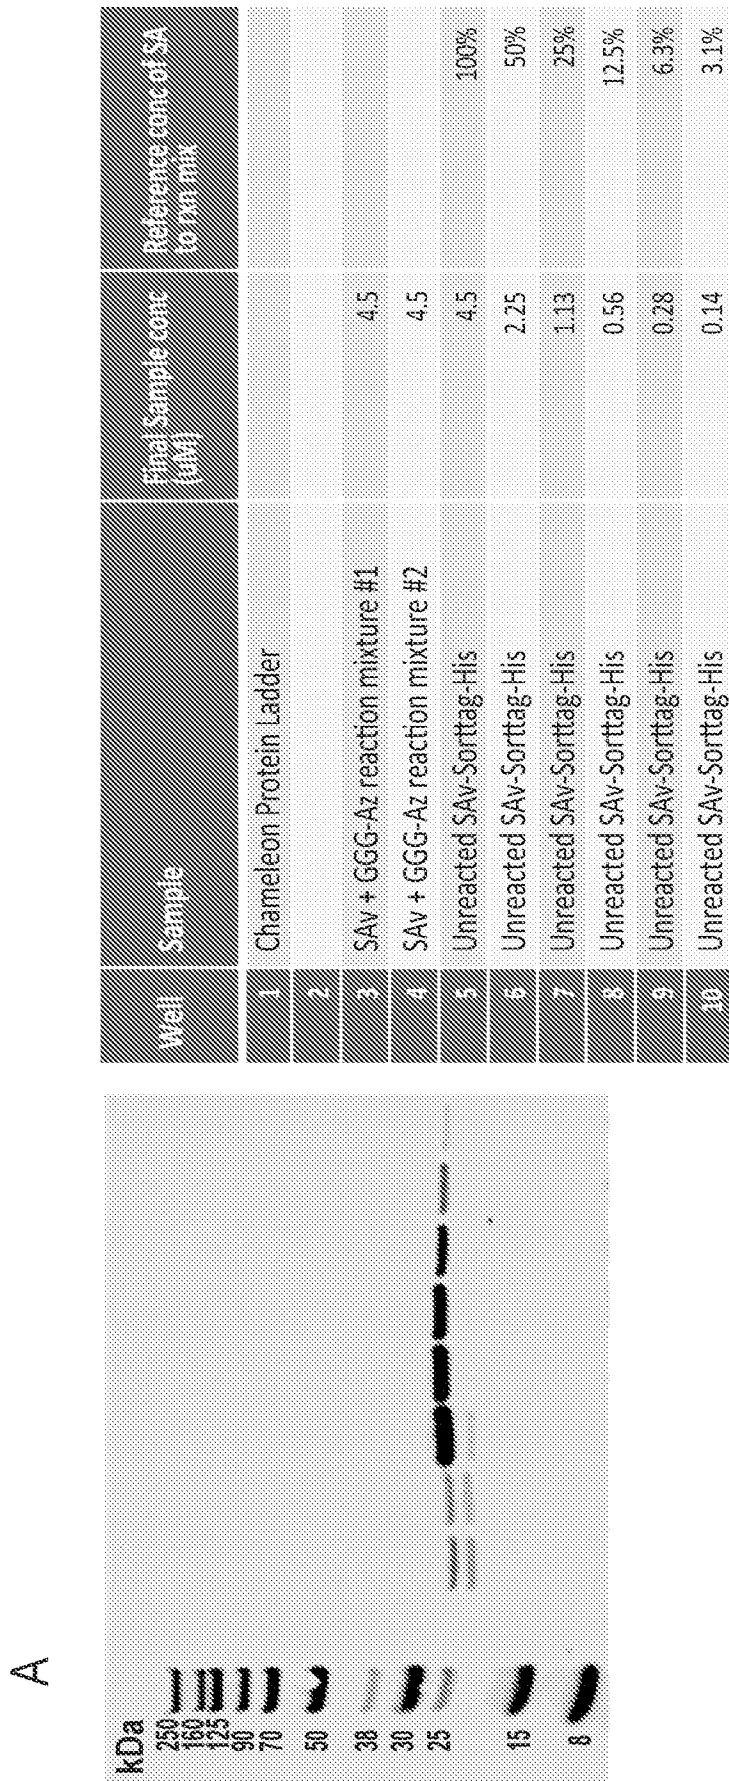 A
kDa
250
160
125
90
70
50
38
30
25
15
8
Well Sample Final Sample conc (uM) Reference conc of SA to rxn mix
1 Chameleon Protein Ladder
2
3 SAv + GGG-Az reaction mixture #1 4.5
4 SAv + GGG-Az reaction mixture #2 4.5
5 Unreacted SAv-Sorttag-His 4.5 100%
6 Unreacted SAv-Sorttag-His 2.25 50%
7 Unreacted SAv-Sorttag-His 1.13 25%
8 Unreacted SAv-Sorttag-His 0.56 12.5%
9 Unreacted SAv-Sorttag-His 0.28 6.3%
10 Unreacted SAv-Sorttag-His 0.14 3.1%